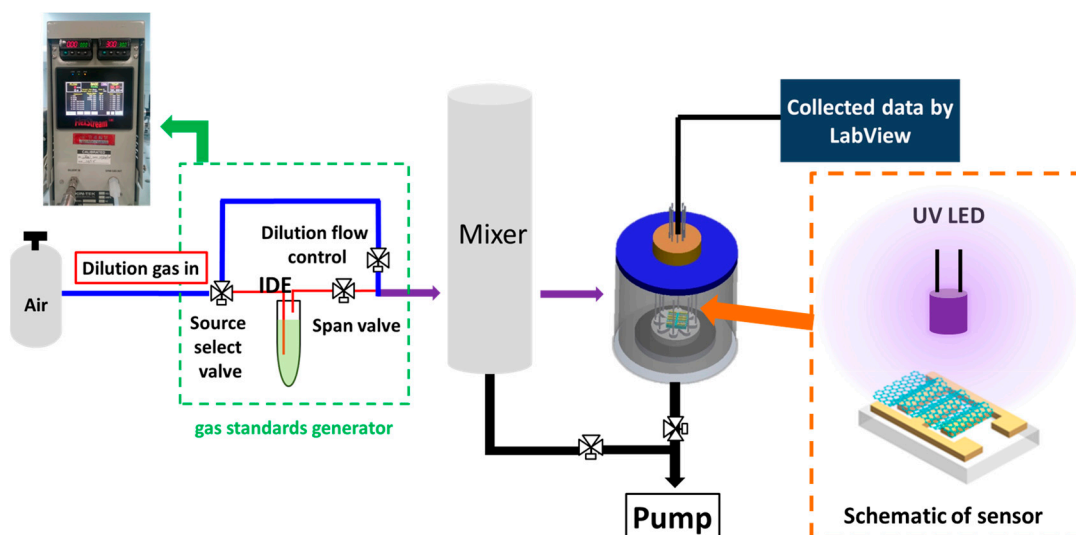 Collected data by
LabView
UV LED
Mixer
Dilution flow
control
Dilution gas in
IDE
Air
Source
select
valve
Span valve
gas standards generator
Pump
Schematic of sensor